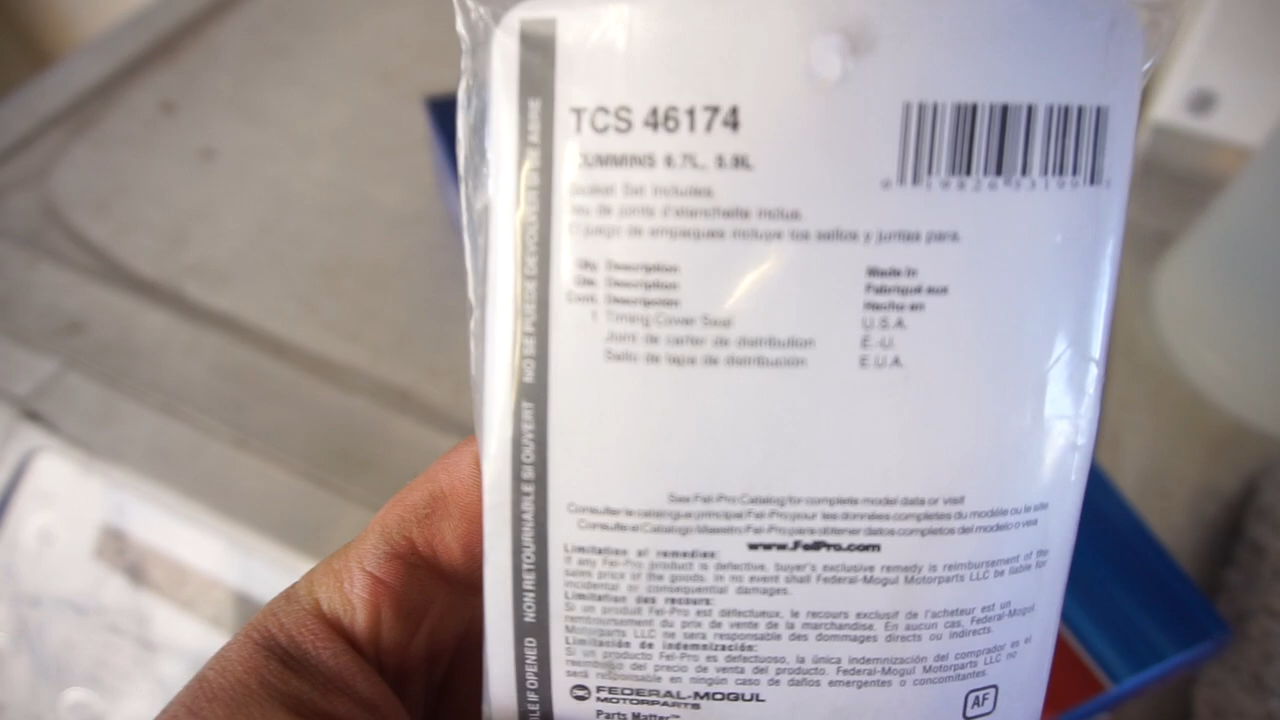 TCS 46174
CUMMINS 6.7L, 5.9L
Gasket Set Includes.
Jeu de joints d'etancheite inclus.
El juego de empaques incluye los sellos y juntas para.
Qty. Description
Qte. Description
Cont. Descripción
Made In
Fabriqué aux
Hecho en
1 Timing Cover Seal
U.S.A.
Joint de carter de distribution
E.-U.
Sello de tapa de distribución
E.U.A.
See Fel-Pro Catalog for complete model data or visit
Consulter le catalogue principal Fel-Pro pour les données completes du modèle ou le site
Consulte el Catalogo Maestro Fel-Pro para obtener datos completos del modelo o vea
www.FelPro.com
Limitation of remedies:
If any Fel-Pro product is defective, buyer's exclusive remedy is reimbursement of the
sales price of the goods. In no event shall Federal-Mogul Motorparts LLC be liable for
incidental or consequential damages.
Limitation des recours:
Si un produit Fel-Pro est défectueux, le recours exclusif de l'acheteur est un
remboursement du prix de vente de la marchandise. En aucun cas, Federal-Mogul
Motorparts LLC ne sera responsable des dommages directs ou indirects.
Limitación de indemnización:
Si un producto Fel-Pro es defectuoso, la única indemnización del comprador es el
reembolso del precio de venta del producto. Federal-Mogul Motorparts LLC no
será responsable en ningún caso de daños emergentes o concomitantes.
FEDERAL-MOGUL
MOTORPARTS
Parts Matter™
AF
LE IF OPENED NON RETOURNABLE SI OUVERT NO SE PUEDE DEVOLVER SI SE ABRE